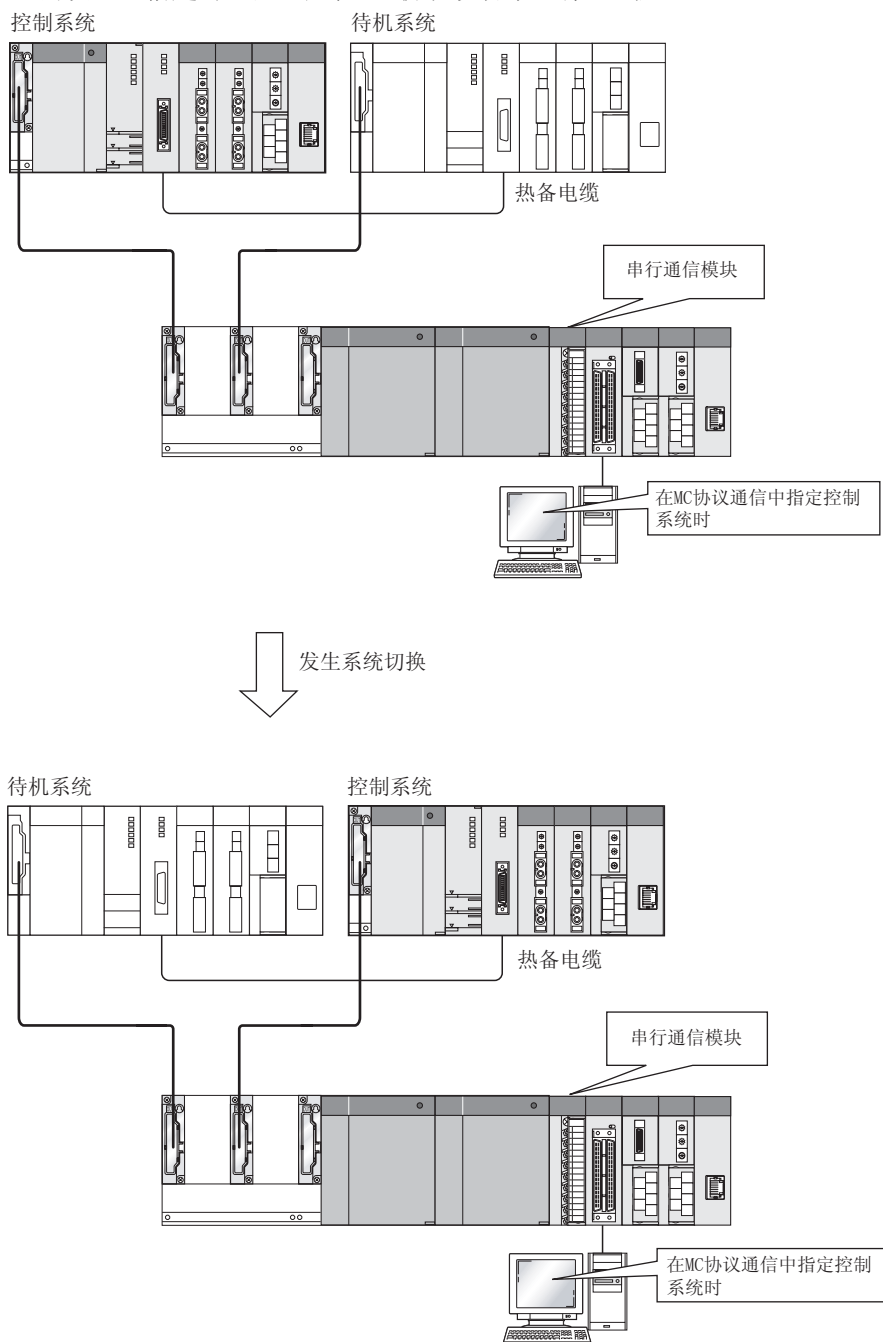 控制系统
待机系统
热备电缆
串行通信模块
在MC协议通信中指定控制
系统时
发生系统切换
待机系统
控制系统
热备电缆
串行通信模块
在MC协议通信中指定控制
系统时